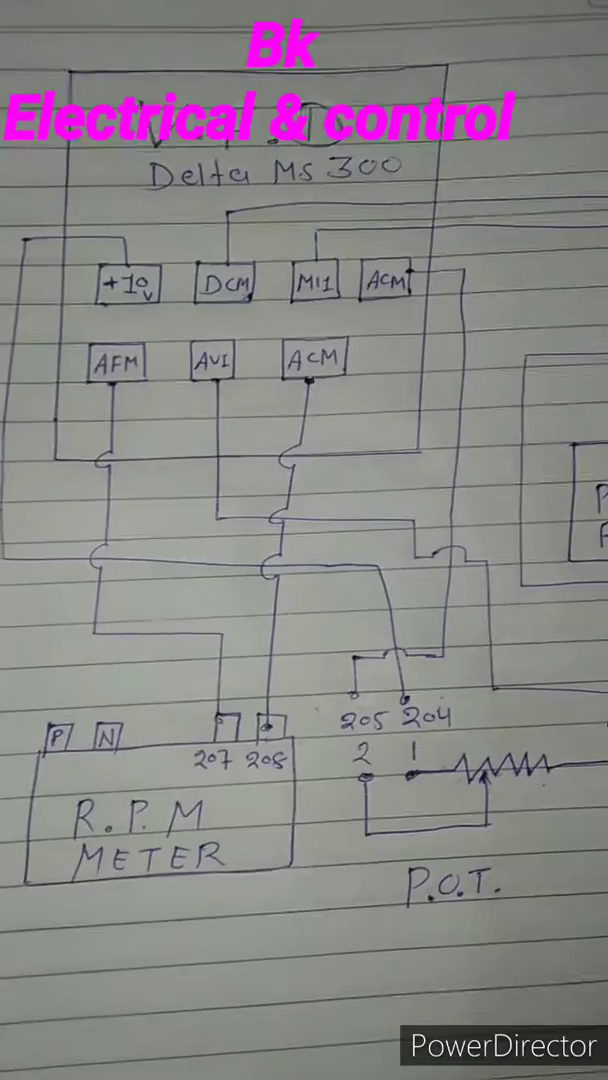 Bk
Electrical & control
Delta MS 300
+10V DCM MI1 ACM
AFM AVI ACM
205 204
P N 207 208 2 1
R.P.M
METER
P.O.T.
PowerDirector